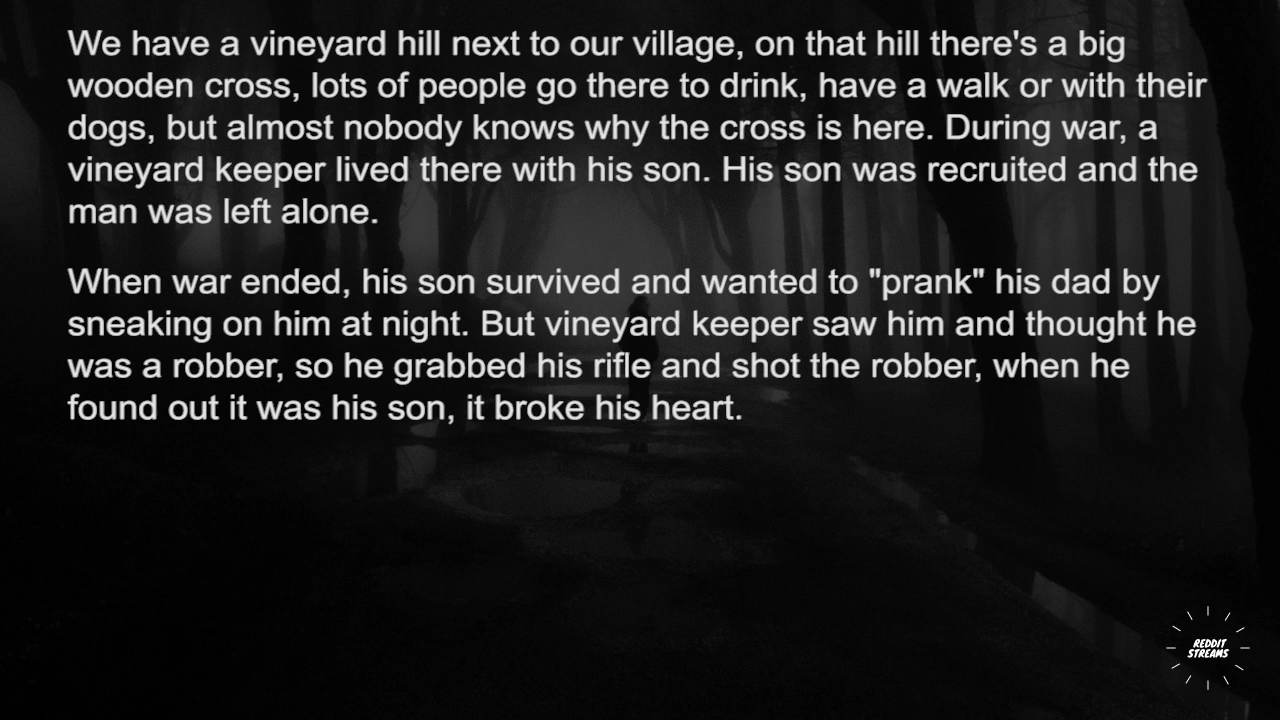 We have a vineyard hill next to our village, on that hill there's a big
wooden cross, lots of people go there to drink, have a walk or with their
dogs, but almost nobody knows why the cross is here. During war, a
vineyard keeper lived there with his son. His son was recruited and the
man was left alone.
When war ended, his son survived and wanted to "prank" his dad by
sneaking on him at night. But vineyard keeper saw him and thought he
was a robber, so he grabbed his rifle and shot the robber, when he
found out it was his son, it broke his heart.
REDDIT
STREAMS